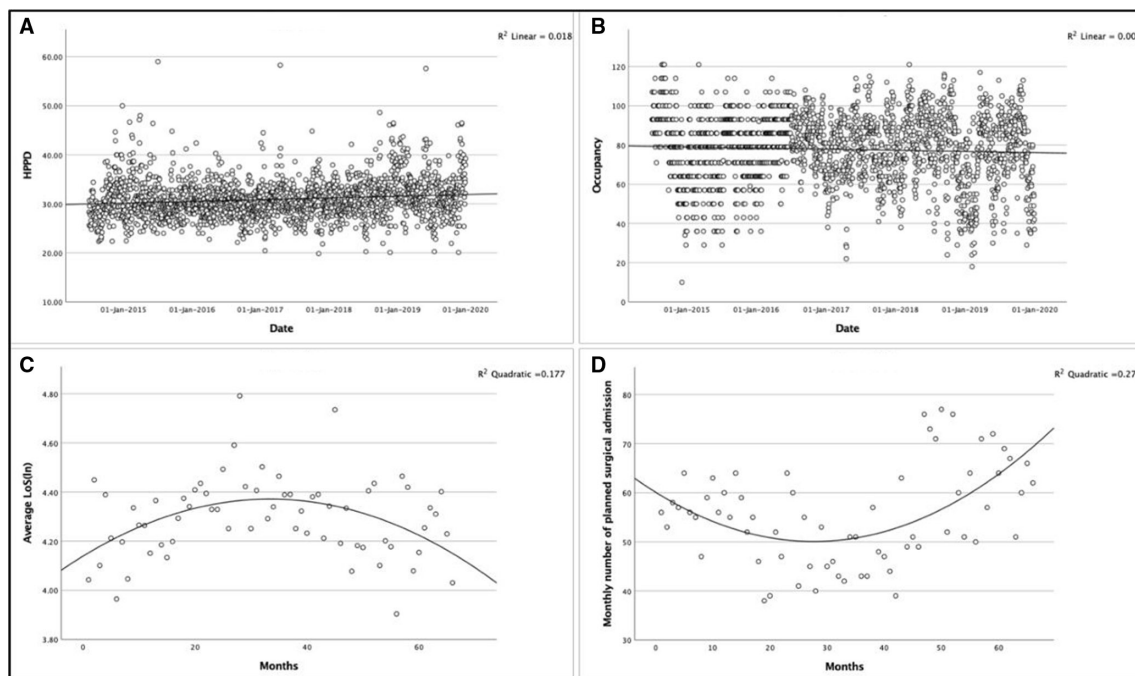 A
R² Linear = 0.018
60.00
50.00
40.00
30.00
20.00
10.00
HPPD
01-Jan-2015 01-Jan-2016 01-Jan-2017 01-Jan-2018 01-Jan-2019 01-Jan-2020
Date
B
R² Linear = 0.00
120
100
80
60
40
20
0
Occupancy
01-Jan-2015 01-Jan-2016 01-Jan-2017 01-Jan-2018 01-Jan-2019 01-Jan-2020
Date
C
R² Quadratic =0.177
4.80
4.60
4.40
4.20
4.00
3.80
Average LoS(ln)
0 20 40 60
Months
D
R² Quadratic =0.27
80
70
60
50
40
30
Monthly number of planned surgical admission
0 10 20 30 40 50 60
Months